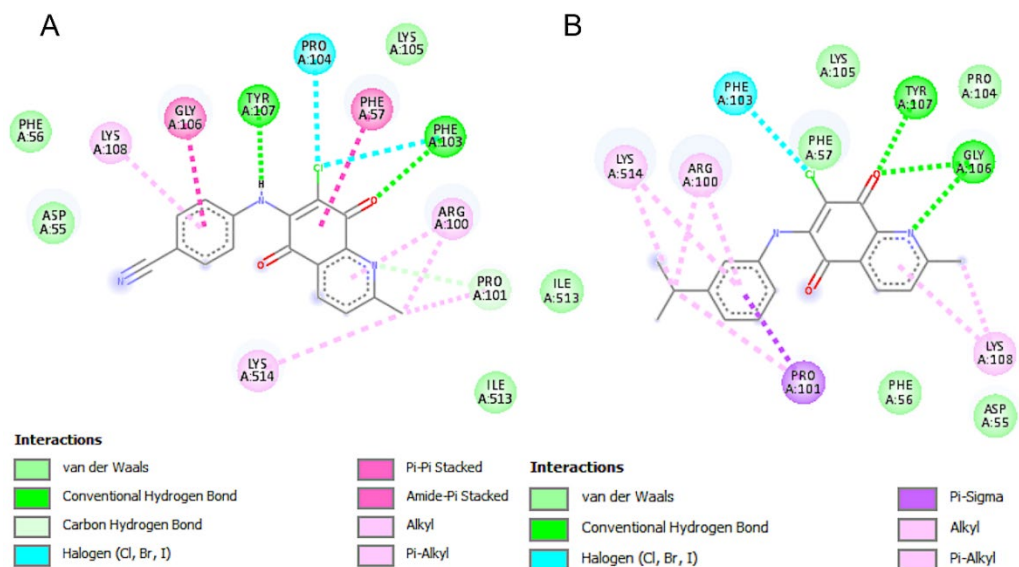 A
PRO
A:104
LYS
A:105
TYR
A:107
GLY
A:106
PHE
A:57
PHE
A:56
LYS
A:108
PHE
A:103
H
Cl
N
O
ASP
A:55
ARG
A:100
O
N
N
PRO
A:101
ILE
A:513
LYS
A:514
ILE
A:513
B
LYS
A:105
PHE
A:103
TYR
A:107
PRO
A:104
PHE
A:57
LYS
A:514
ARG
A:100
GLY
A:106
Cl
O
N
N
O
LYS
A:108
PRO
A:101
PHE
A:56
ASP
A:55
Interactions
van der Waals
Conventional Hydrogen Bond
Carbon Hydrogen Bond
Halogen (Cl, Br, I)
Pi-Pi Stacked
Amide-Pi Stacked
Alkyl
Pi-Alkyl
Interactions
van der Waals
Conventional Hydrogen Bond
Halogen (Cl, Br, I)
Pi-Sigma
Alkyl
Pi-Alkyl